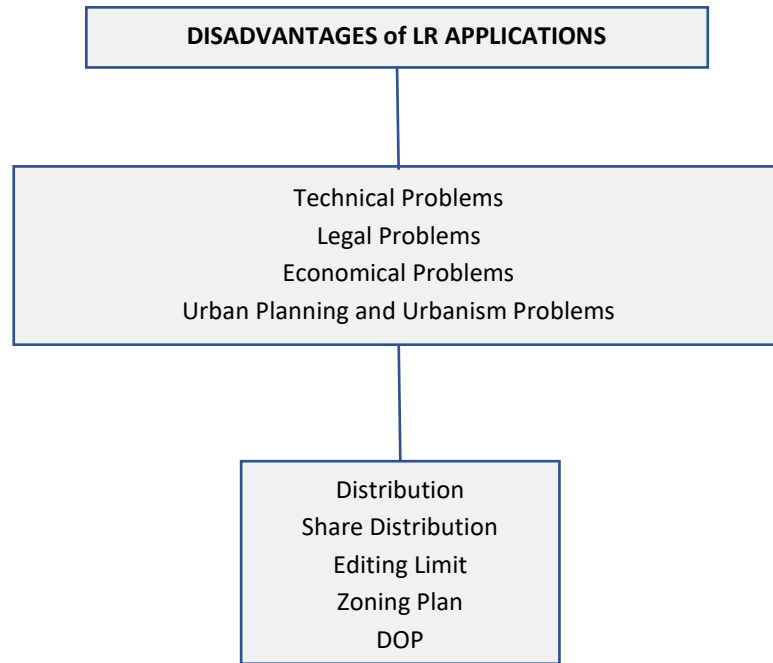 DISADVANTAGES of LR APPLICATIONS
Technical Problems
Legal Problems
Economical Problems
Urban Planning and Urbanism Problems
Distribution
Share Distribution
Editing Limit
Zoning Plan
DOP